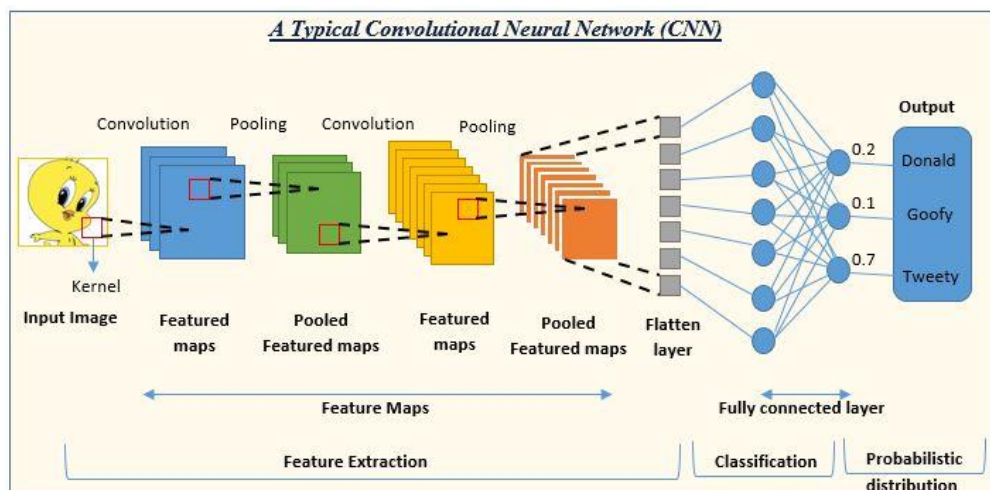 A Typical Convolutional Neural Network (CNN)
Convolution
Pooling
Convolution
Pooling
Output
0.2
Donald
0.1
Goofy
0.7
Tweety
Kernel
Input Image
Featured
maps
Pooled
Featured maps
Featured
maps
Pooled
Featured maps
Flatten
layer
Feature Maps
Fully connected layer
Feature Extraction
Classification
Probabilistic
distribution